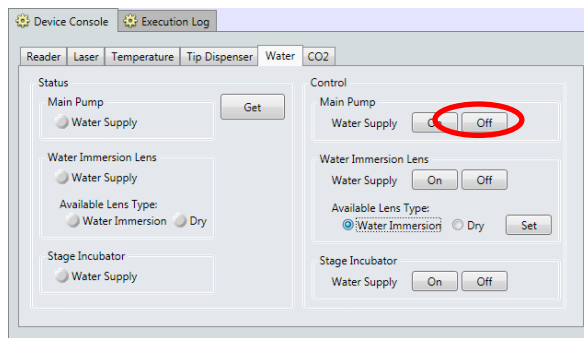 Device Console Execution Log
Reader Laser Temperature Tip Dispenser Water CO2
Status
Main Pump
Water Supply
Get
Water Immersion Lens
Water Supply
Available Lens Type:
Water Immersion Dry
Stage Incubator
Water Supply
Control
Main Pump
Water Supply On Off
Water Immersion Lens
Water Supply On Off
Available Lens Type:
Water Immersion Dry Set
Stage Incubator
Water Supply On Off